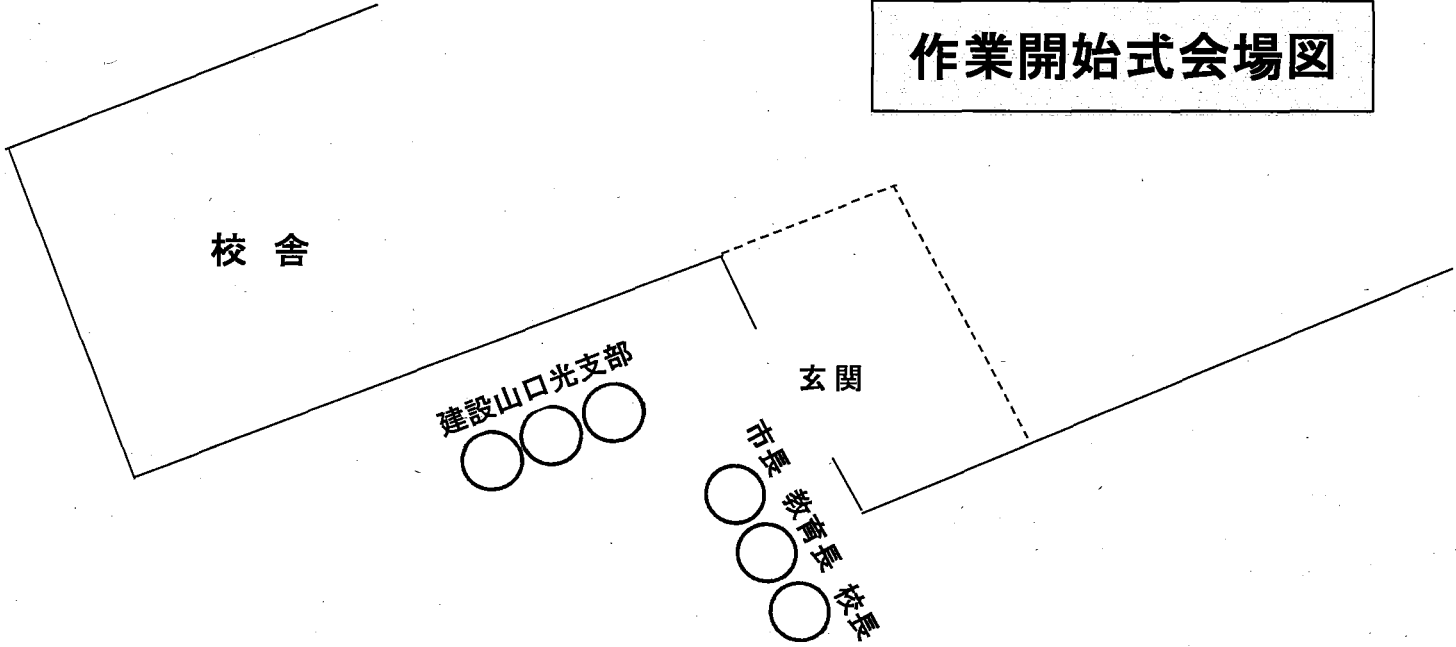 作業開始式会場図
校舎
建設山口光支部
玄関
市長 教育長 校長